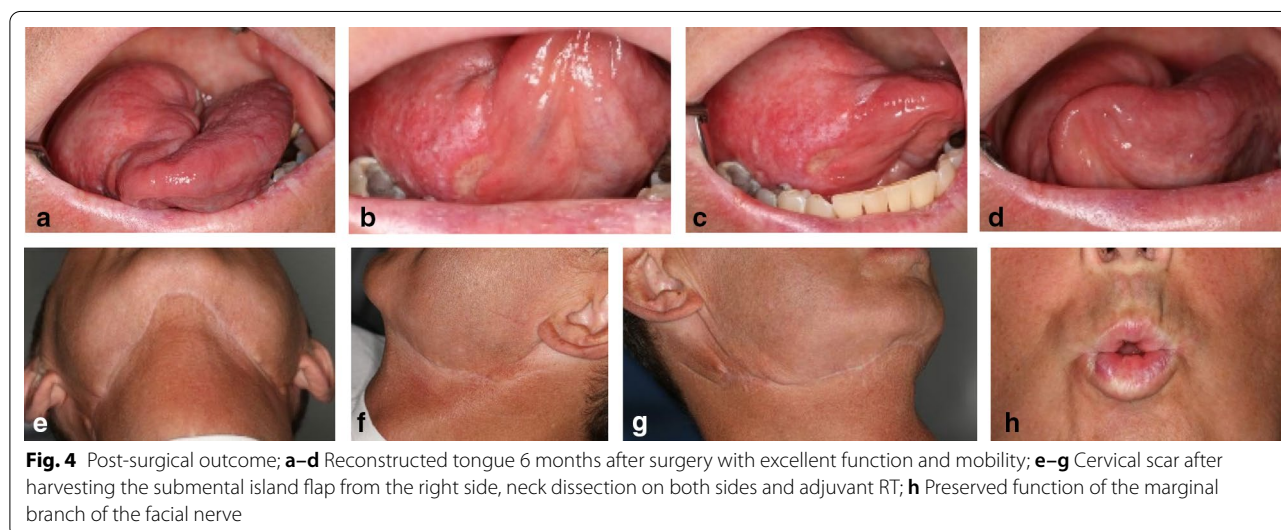 a
b
c
d
e
f
g
h
Fig. 4 Post-surgical outcome; a–d Reconstructed tongue 6 months after surgery with excellent function and mobility; e–g Cervical scar after
harvesting the submental island flap from the right side, neck dissection on both sides and adjuvant RT; h Preserved function of the marginal
branch of the facial nerve